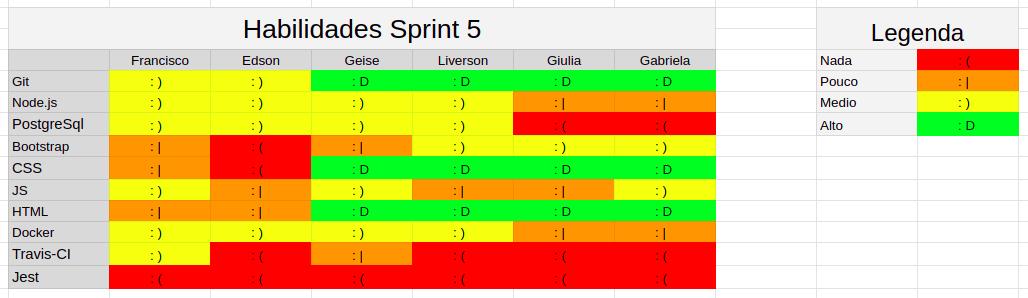 Habilidades Sprint 5
Legenda
Francisco Edson Geise Liverson Giulia Gabriela
Nada : (
Git : ) : ) : D : D : D : D
Pouco : |
Node.js : ) : ) : ) : ) : | : |
Medio : )
PostgreSql : ) : ) : ) : ) : ( : (
Alto : D
Bootstrap : | : ( : | : ) : ) : )
CSS : | : ( : D : D : D : D
JS : ) : | : ) : | : | : )
HTML : | : | : D : D : D : D
Docker : ) : ) : ) : ) : | : |
Travis-CI : ) : ( : | : ( : ( : (
Jest : ( : ( : ( : ( : ( : (